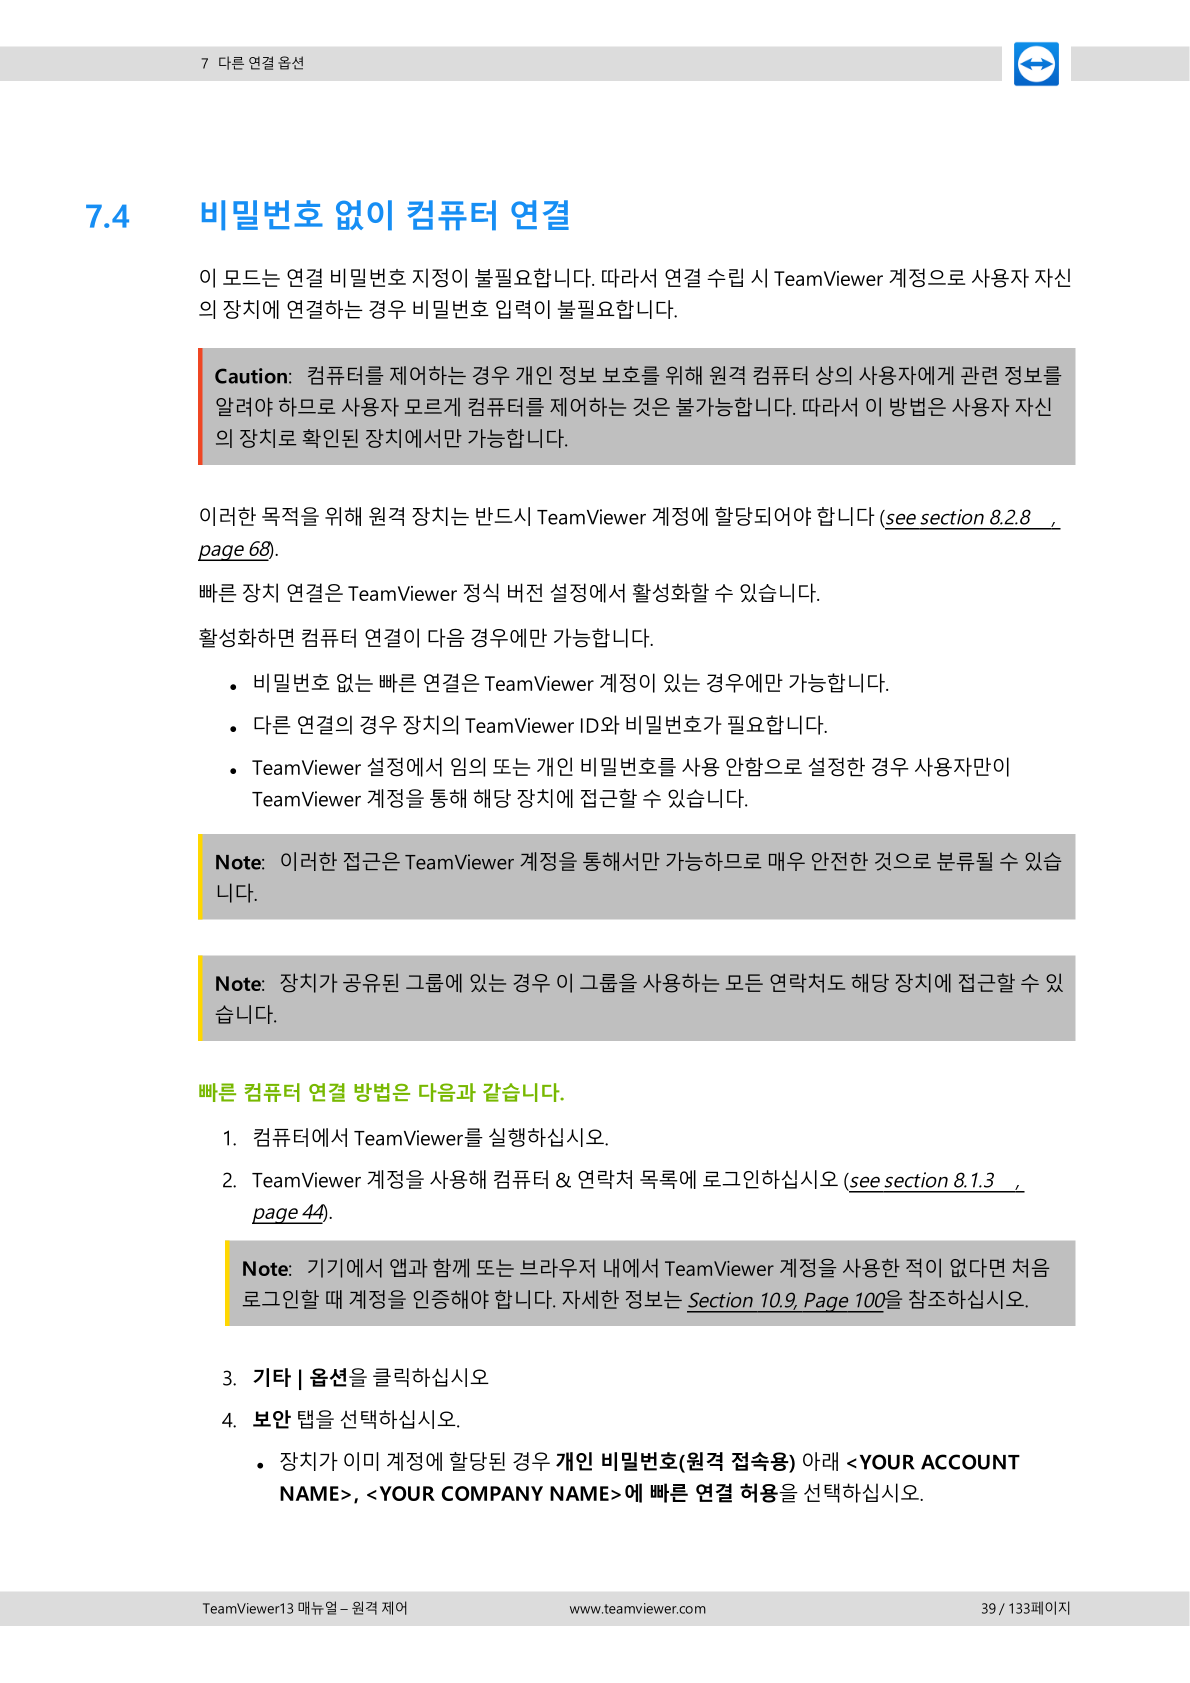 7 다른 연결 옵션
7.4 비밀번호 없이 컴퓨터 연결
이 모드는 연결 비밀번호 지정이 불필요합니다. 따라서 연결 수립 시 TeamViewer 계정으로 사용자 자신
의 장치에 연결하는 경우 비밀번호 입력이 불필요합니다.
Caution: 컴퓨터를 제어하는 경우 개인 정보 보호를 위해 원격 컴퓨터 상의 사용자에게 관련 정보를
알려야 하므로 사용자 모르게 컴퓨터를 제어하는 것은 불가능합니다. 따라서 이 방법은 사용자 자신
의 장치로 확인된 장치에서만 가능합니다.
이러한 목적을 위해 원격 장치는 반드시 TeamViewer 계정에 할당되어야 합니다 (see section 8.2.8 ,
page 68).
빠른 장치 연결은 TeamViewer 정식 버전 설정에서 활성화할 수 있습니다.
활성화하면 컴퓨터 연결이 다음 경우에만 가능합니다.
• 비밀번호 없는 빠른 연결은 TeamViewer 계정이 있는 경우에만 가능합니다.
• 다른 연결의 경우 장치의 TeamViewer ID와 비밀번호가 필요합니다.
• TeamViewer 설정에서 임의 또는 개인 비밀번호를 사용 안함으로 설정한 경우 사용자만이
TeamViewer 계정을 통해 해당 장치에 접근할 수 있습니다.
Note: 이러한 접근은 TeamViewer 계정을 통해서만 가능하므로 매우 안전한 것으로 분류될 수 있습
니다.
Note: 장치가 공유된 그룹에 있는 경우 이 그룹을 사용하는 모든 연락처도 해당 장치에 접근할 수 있
습니다.
빠른 컴퓨터 연결 방법은 다음과 같습니다.
1. 컴퓨터에서 TeamViewer를 실행하십시오.
2. TeamViewer 계정을 사용해 컴퓨터 & 연락처 목록에 로그인하십시오 (see section 8.1.3 ,
page 44).
Note: 기기에서 앱과 함께 또는 브라우저 내에서 TeamViewer 계정을 사용한 적이 없다면 처음
로그인할 때 계정을 인증해야 합니다. 자세한 정보는 Section 10.9, Page 100을 참조하십시오.
3. 기타 | 옵션을 클릭하십시오
4. 보안 탭을 선택하십시오.
• 장치가 이미 계정에 할당된 경우 개인 비밀번호(원격 접속용) 아래 <YOUR ACCOUNT
NAME>, <YOUR COMPANY NAME>에 빠른 연결 허용을 선택하십시오.
TeamViewer13 매뉴얼 – 원격 제어 www.teamviewer.com 39 / 133페이지